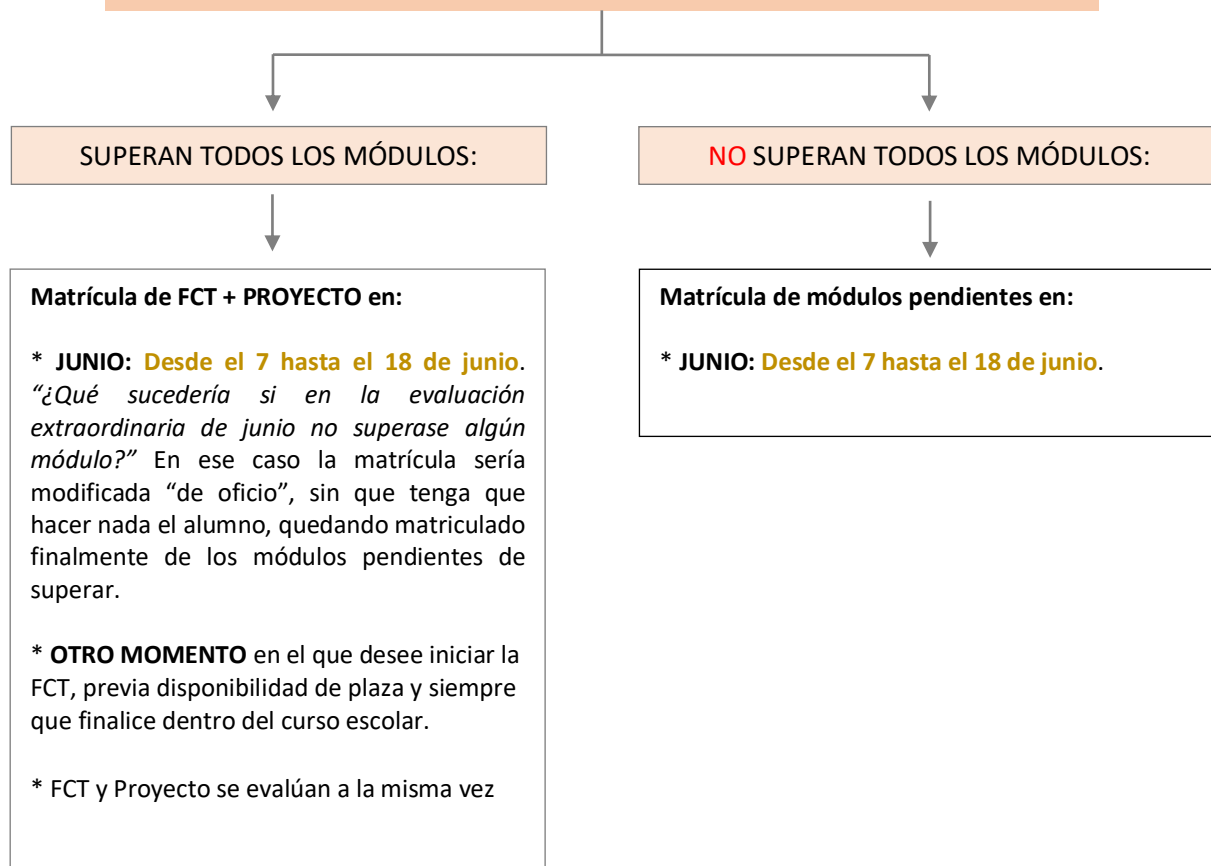 SUPERAN TODOS LOS MÓDULOS:
Matrícula de FCT + PROYECTO en:
* JUNIO: Desde el 7 hasta el 18 de junio.
“¿Qué sucedería si en la evaluación
extraordinaria de junio no superase algún
módulo?” En ese caso la matrícula sería
modificada “de oficio”, sin que tenga que
hacer nada el alumno, quedando matriculado
finalmente de los módulos pendientes de
superar.
* OTRO MOMENTO en el que desee iniciar la
FCT, previa disponibilidad de plaza y siempre
que finalice dentro del curso escolar.
* FCT y Proyecto se evalúan a la misma vez
NO SUPERAN TODOS LOS MÓDULOS:
Matrícula de módulos pendientes en:
* JUNIO: Desde el 7 hasta el 18 de junio.